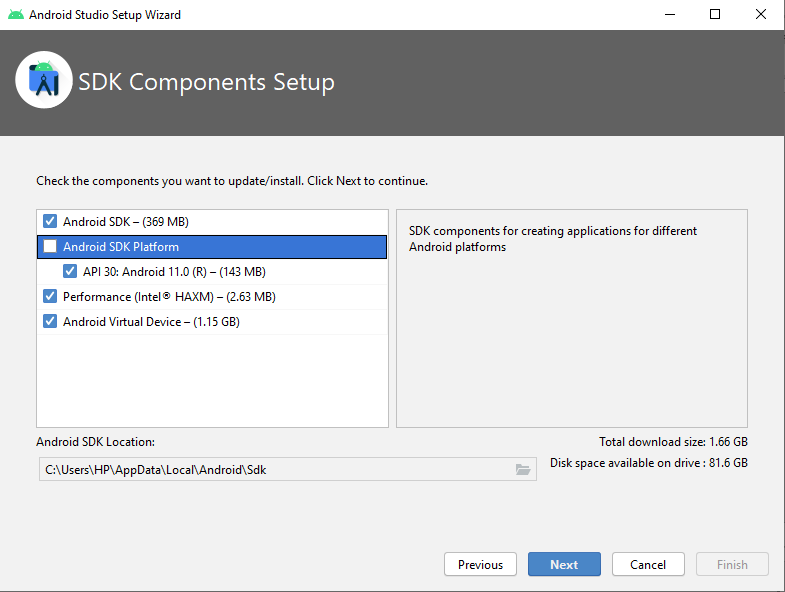 Android Studio Setup Wizard
SDK Components Setup
Check the components you want to update/install. Click Next to continue.
Android SDK – (369 MB)
Android SDK Platform
API 30: Android 11.0 (R) – (143 MB)
Performance (Intel® HAXM) – (2.63 MB)
Android Virtual Device – (1.15 GB)
SDK components for creating applications for different
Android platforms
Android SDK Location:
Total download size: 1.66 GB
C:\Users\HP\AppData\Local\Android\Sdk
Disk space available on drive : 81.6 GB
Previous
Next
Cancel
Finish